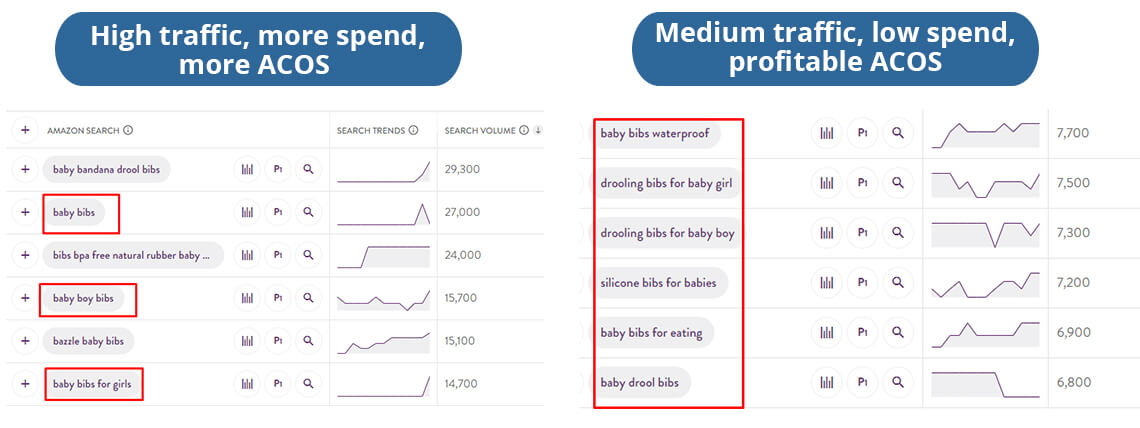 High traffic, more spend,
more ACOS
AMAZON SEARCH
SEARCH TRENDS
SEARCH VOLUME
baby bandana drool bibs P1 29,300
baby bibs P1 27,000
bibs bpa free natural rubber baby ... P1 24,000
baby boy bibs P1 15,700
bazzle baby bibs P1 15,100
baby bibs for girls P1 14,700
Medium traffic, low spend,
profitable ACOS
baby bibs waterproof P1 7,700
drooling bibs for baby girl P1 7,500
drooling bibs for baby boy P1 7,300
silicone bibs for babies P1 7,200
baby bibs for eating P1 6,900
baby drool bibs P1 6,800